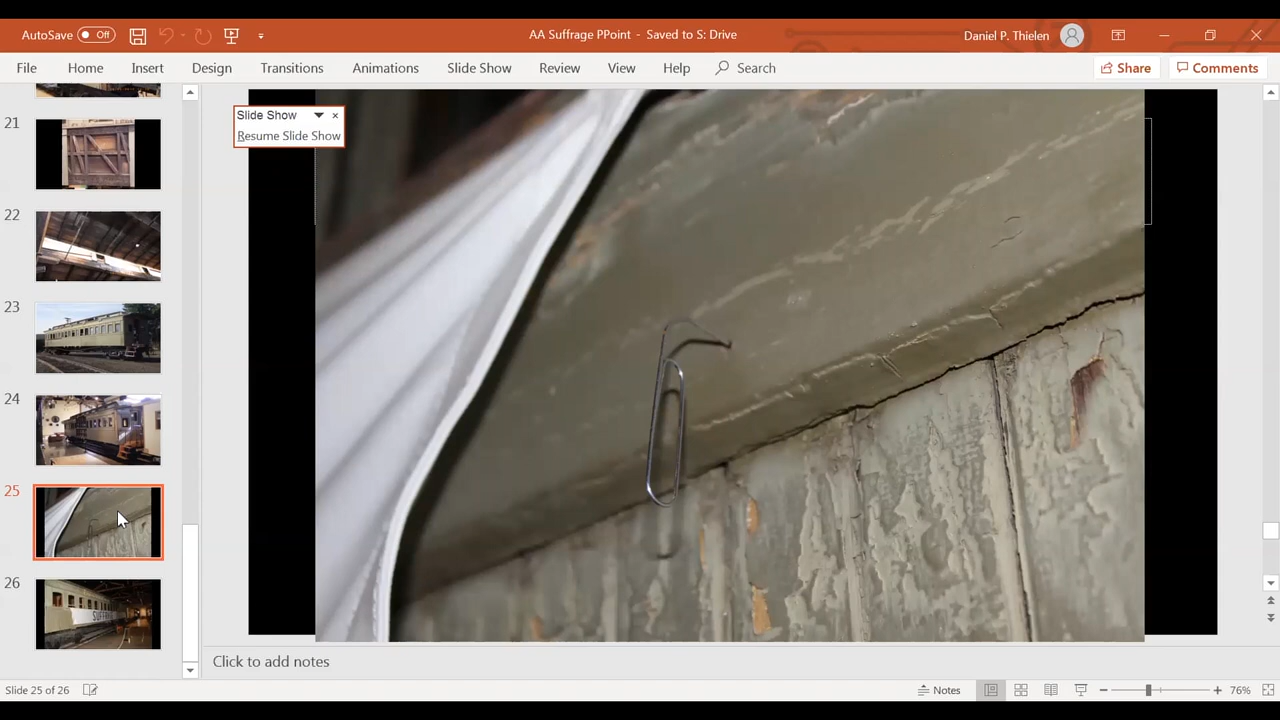 AutoSave Off
AA Suffrage PPoint - Saved to S: Drive
Daniel P. Thielen
File Home Insert Design Transitions Animations Slide Show Review View Help Search
Share Comments
Slide Show
Resume Slide Show
21
22
23
24
25
26
Click to add notes
Slide 25 of 26
Notes
76%